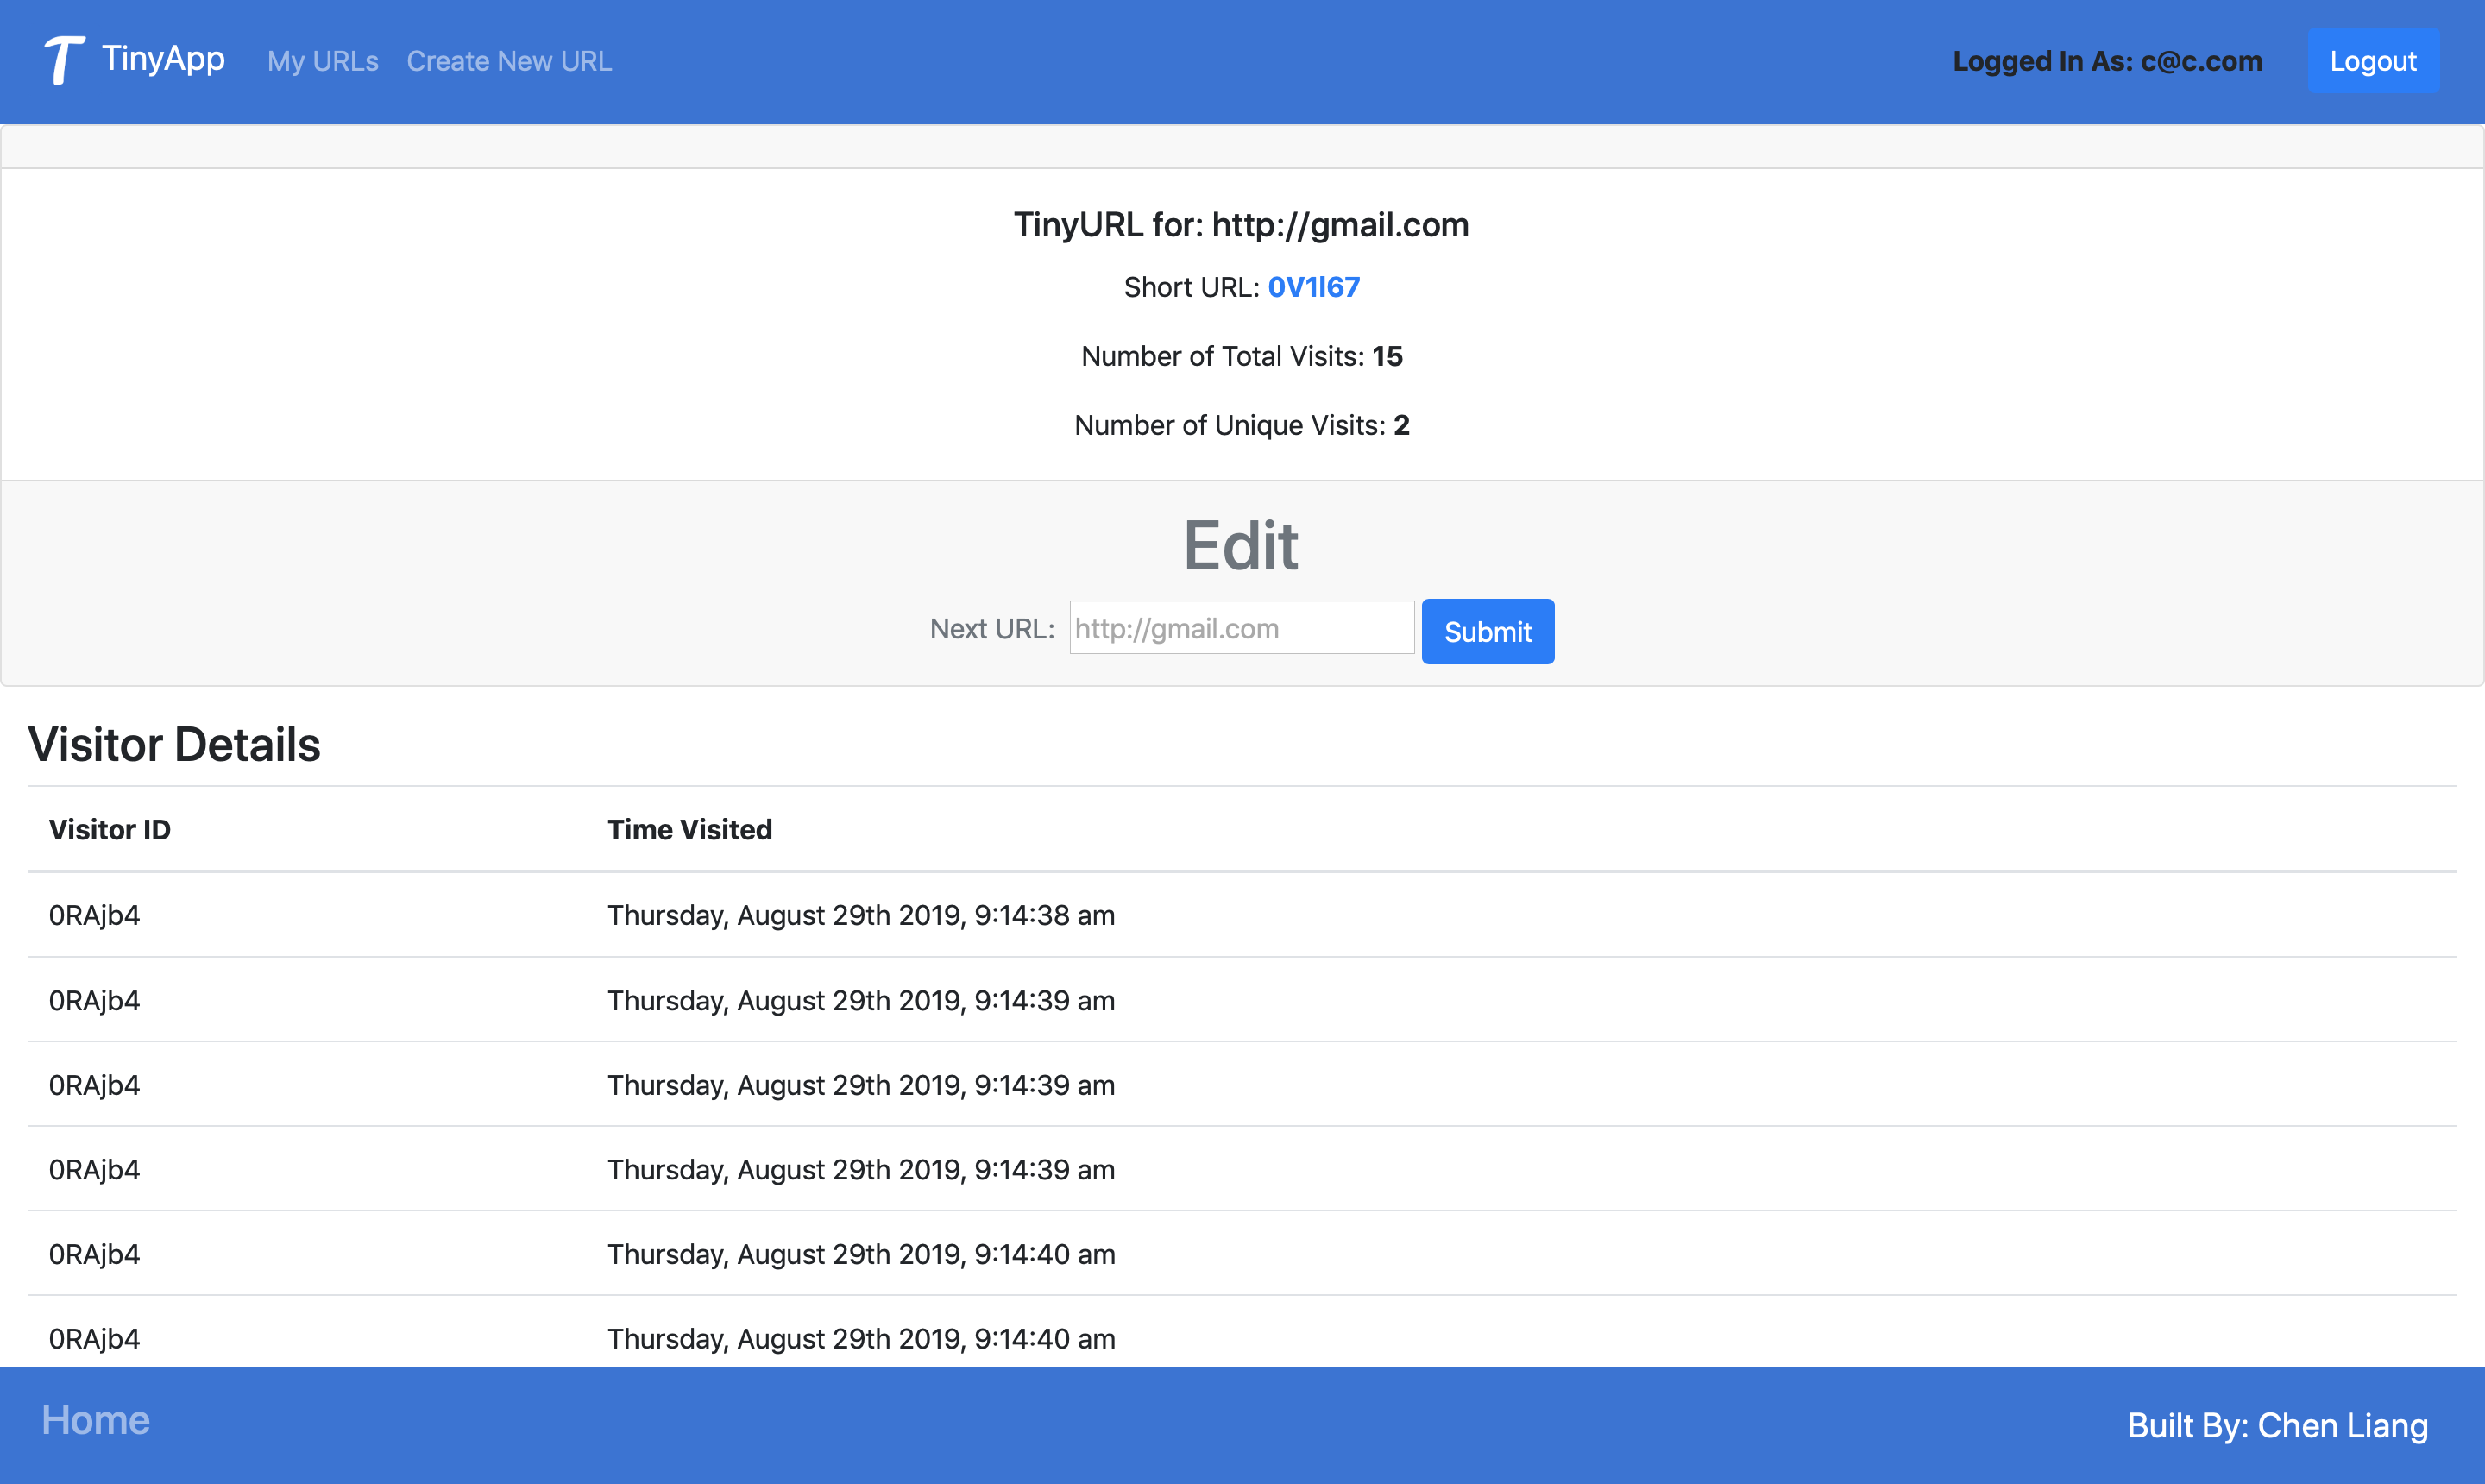 T TinyApp My URLs Create New URL Logged In As: c@c.com Logout
TinyURL for: http://gmail.com
Short URL: 0V1l67
Number of Total Visits: 15
Number of Unique Visits: 2
Edit
Next URL: http://gmail.com Submit
Visitor Details
Visitor ID Time Visited
0RAjb4 Thursday, August 29th 2019, 9:14:38 am
0RAjb4 Thursday, August 29th 2019, 9:14:39 am
0RAjb4 Thursday, August 29th 2019, 9:14:39 am
0RAjb4 Thursday, August 29th 2019, 9:14:39 am
0RAjb4 Thursday, August 29th 2019, 9:14:40 am
0RAjb4 Thursday, August 29th 2019, 9:14:40 am
Home Built By: Chen Liang